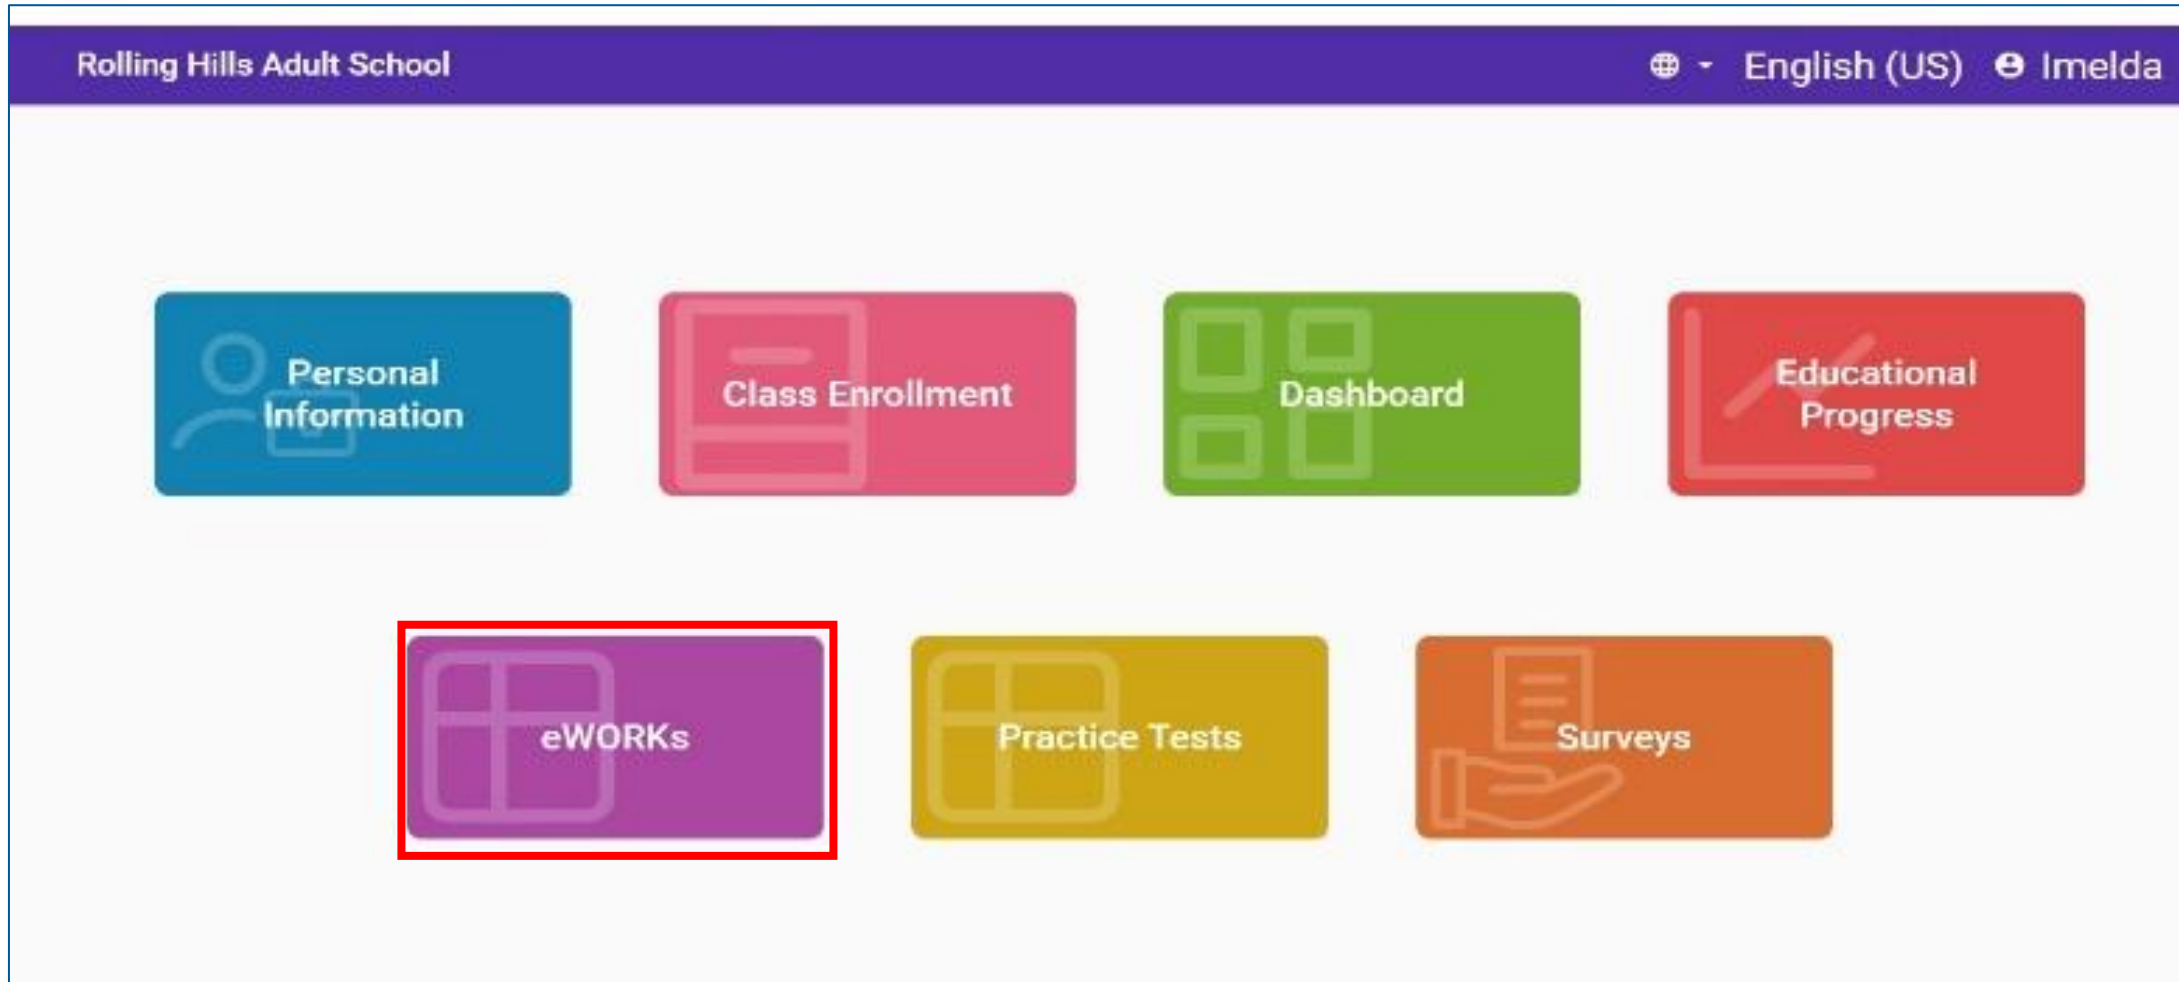 Rolling Hills Adult School
English (US) Imelda
Personal
Information
Class Enrollment
Dashboard
Educational
Progress
eWORKs
Practice Tests
Surveys